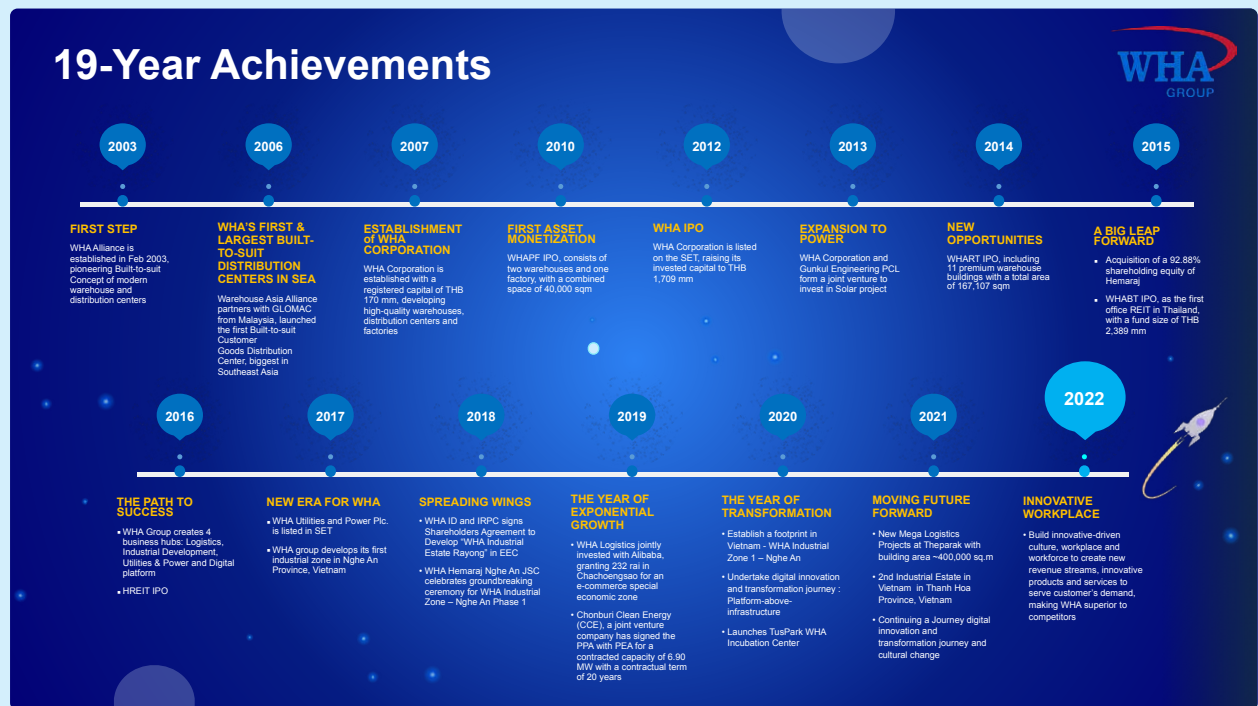 19-Year Achievements
WHA
GROUP
2003
2006
2007
2010
2012
2013
2014
2015
FIRST STEP
WHA Alliance is
established in Feb 2003,
pioneering Built-to-suit
Concept of modern
warehouse and
distribution centers
WHA'S FIRST &
LARGEST BUILT-
TO-SUIT
DISTRIBUTION
CENTERS IN SEA
Warehouse Asia Alliance
partners with GLOMAC
from Malaysia, launched
the first Built-to-suit
Customer
Goods Distribution
Center, biggest in
Southeast Asia
ESTABLISHMENT
of WHA
CORPORATION
WHA Corporation is
established with a
registered capital of THB
170 mm, developing
high-quality warehouses,
distribution centers and
factories
FIRST ASSET
MONETIZATION
WHAPF IPO, consists of
two warehouses and one
factory, with a combined
space of 40,000 sqm
WHA IPO
WHA Corporation is listed
on the SET, raising its
invested capital to THB
1,709 mm
EXPANSION TO
POWER
WHA Corporation and
Gunkul Engineering PCL
form a joint venture to
invest in Solar project
NEW
OPPORTUNITIES
WHART IPO, including
11 premium warehouse
buildings with a total area
of 167,107 sqm
A BIG LEAP
FORWARD
▪ Acquisition of a 92.88%
shareholding equity of
Hemaraj
▪ WHABT IPO, as the first
office REIT in Thailand,
with a fund size of THB
2,389 mm
2016
2017
2018
2019
2020
2021
2022
THE PATH TO
SUCCESS
▪ WHA Group creates 4
business hubs: Logistics,
Industrial Development,
Utilities & Power and Digital
platform
▪ HREIT IPO
NEW ERA FOR WHA
▪ WHA Utilities and Power Plc.
is listed in SET
▪ WHA group develops its first
industrial zone in Nghe An
Province, Vietnam
SPREADING WINGS
• WHA ID and IRPC signs
Shareholders Agreement to
Develop "WHA Industrial
Estate Rayong" in EEC
• WHA Hemaraj Nghe An JSC
celebrates groundbreaking
ceremony for WHA Industrial
Zone – Nghe An Phase 1
THE YEAR OF
EXPONENTIAL
GROWTH
• WHA Logistics jointly
invested with Alibaba,
granting 232 rai in
Chachoengsao for an
e-commerce special
economic zone
• Chonburi Clean Energy
(CCE), a joint venture
company has signed the
PPA with PEA for a
contracted capacity of 6.90
MW with a contractual term
of 20 years
THE YEAR OF
TRANSFORMATION
• Establish a footprint in
Vietnam - WHA Industrial
Zone 1 – Nghe An
• Undertake digital innovation
and transformation journey :
Platform-above-
infrastructure
• Launches TusPark WHA
Incubation Center
MOVING FUTURE
FORWARD
• New Mega Logistics
Projects at Theparak with
building area ~400,000 sq.m
• 2nd Industrial Estate in
Vietnam in Thanh Hoa
Province, Vietnam
• Continuing a Journey digital
innovation and
transformation journey and
cultural change
INNOVATIVE
WORKPLACE
• Build innovative-driven
culture, workplace and
workforce to create new
revenue streams, innovative
products and services to
serve customer's demand,
making WHA superior to
competitors